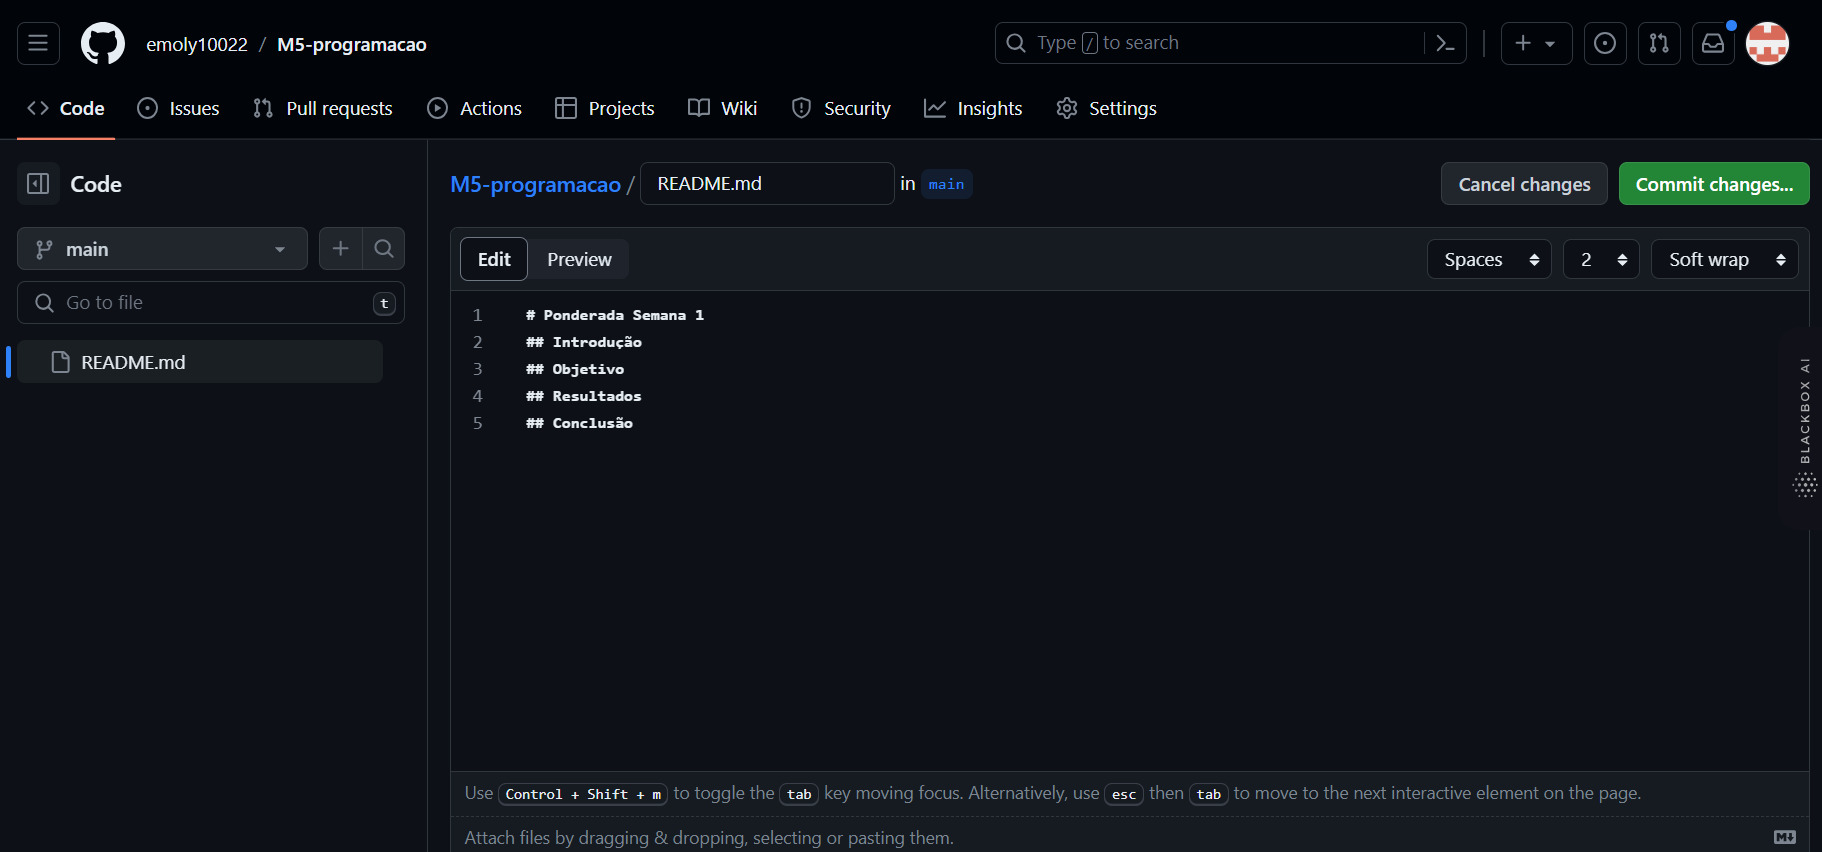 emoly10022 / M5-programacao
Type / to search
Code Issues Pull requests Actions Projects Wiki Security Insights Settings
Code
main
Go to file t
README.md
M5-programacao / README.md in main
Cancel changes Commit changes...
Edit Preview
Spaces 2 Soft wrap
1 # Ponderada Semana 1
2 ## Introdução
3 ## Objetivo
4 ## Resultados
5 ## Conclusão
BLACKBOX AI
Use Control + Shift + m to toggle the tab key moving focus. Alternatively, use esc then tab to move to the next interactive element on the page.
Attach files by dragging & dropping, selecting or pasting them.